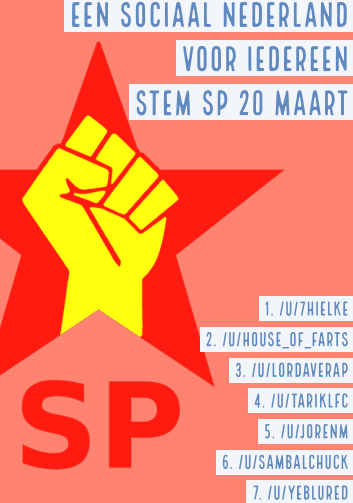 EEN SOCIAAL NEDERLAND
VOOR IEDEREEN
STEM SP 20 MAART
1. /U/7HIELKE
2. /U/HOUSE_OF_FARTS
3. /U/LORDAVERAP
4. /U/TARIKLFC
5. /U/JORENM
6. /U/SAMBALCHUCK
7. /U/YEBLURED
SP